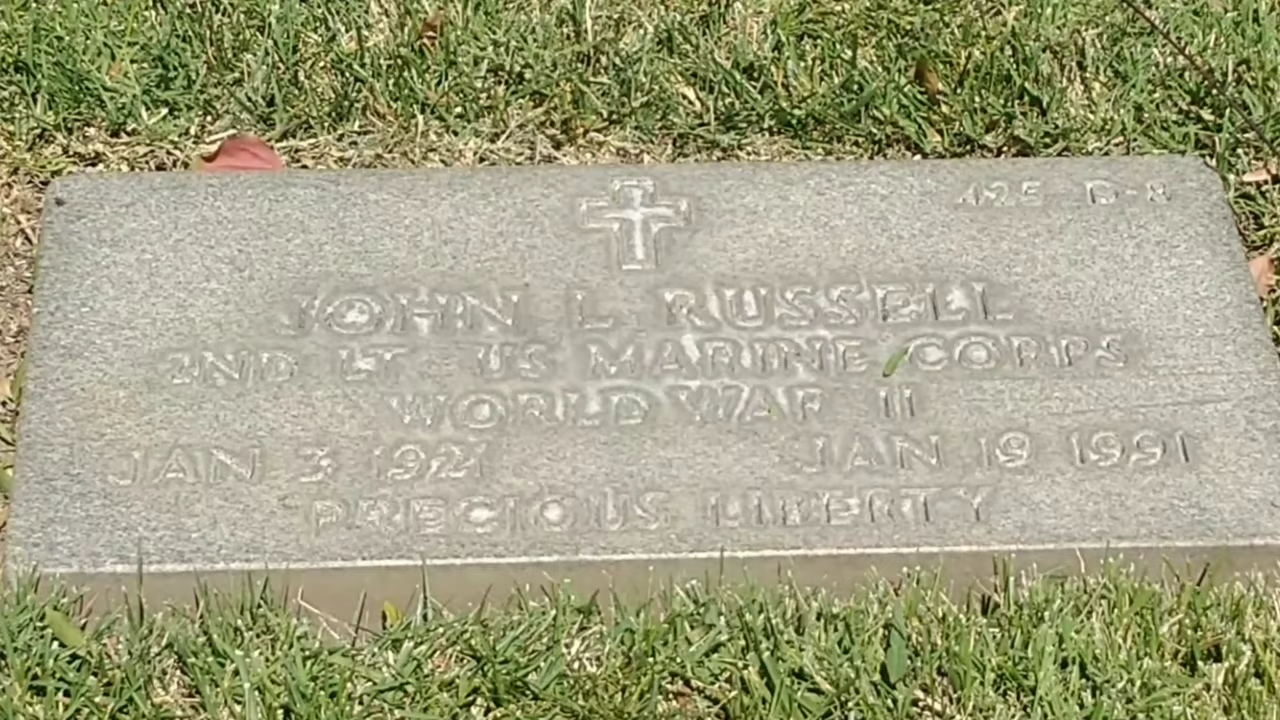 425 D-8
JOHN L RUSSELL
2ND LT US MARINE CORPS
WORLD WAR II
JAN 3 1921 JAN 19 1991
PRECIOUS LIBERTY